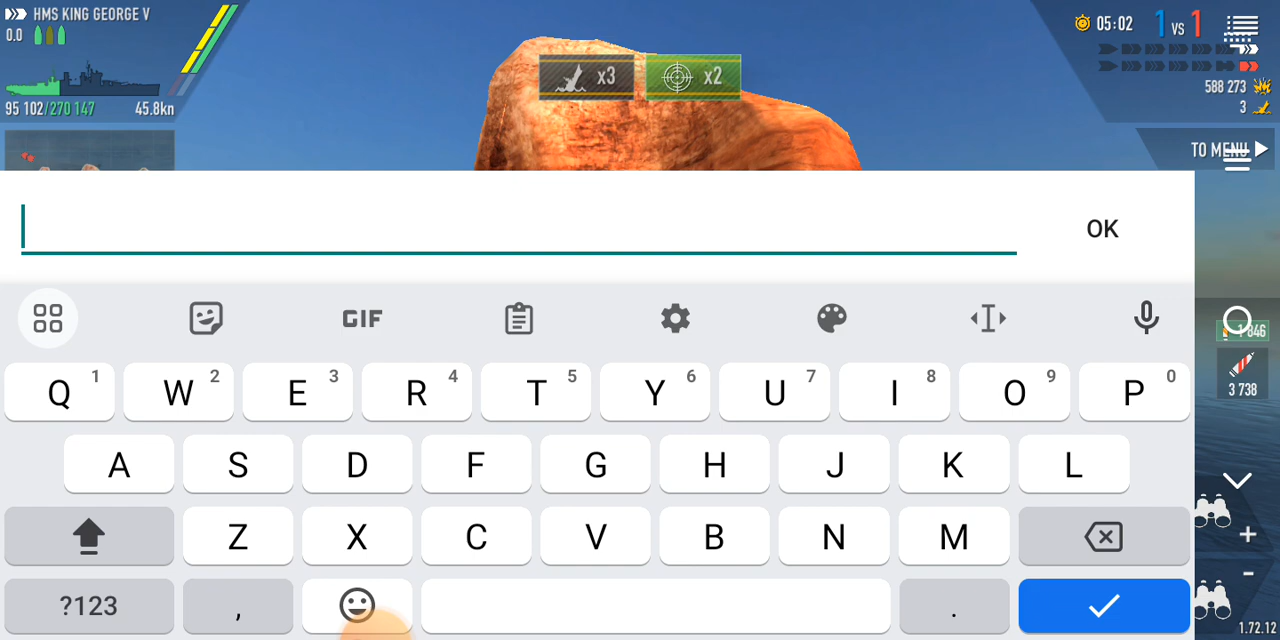 HMS KING GEORGE V
0.0
95 102/270 147
45.8kn
x3
x2
05:02
1 vs 1
588 273
3
TO MENU
OK
GIF
Q 1 W 2 E 3 R 4 T 5 Y 6 U 7 I 8 O 9 P 0
A S D F G H J K L
Z X C V B N M
?123 , .
1 846
3 738
+
-
1.72.12